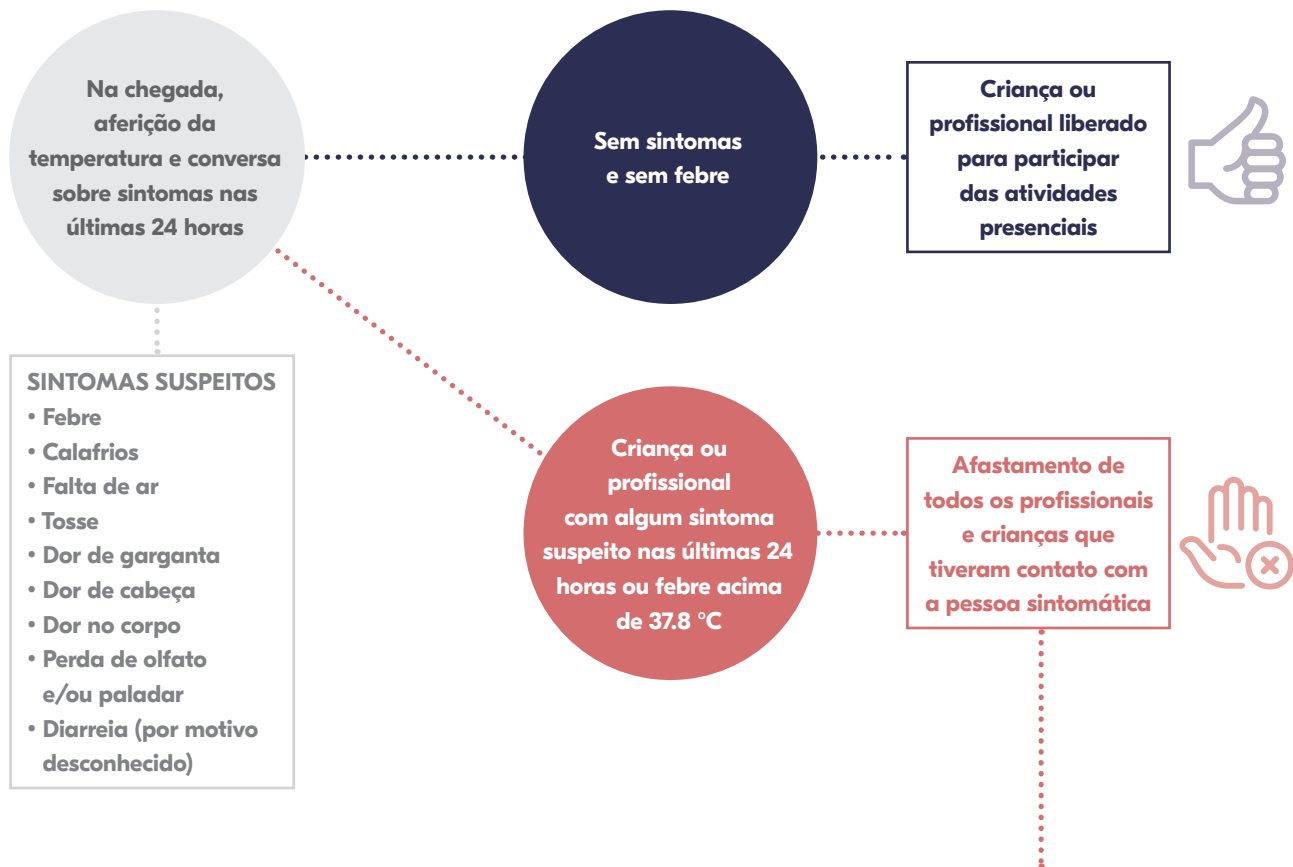 Na chegada,
aferição da
temperatura e conversa
sobre sintomas nas
últimas 24 horas
Sem sintomas
e sem febre
Criança ou
profissional liberado
para participar
das atividades
presenciais
SINTOMAS SUSPEITOS
• Febre
• Calafrios
• Falta de ar
• Tosse
• Dor de garganta
• Dor de cabeça
• Dor no corpo
• Perda de olfato
e/ou paladar
• Diarreia (por motivo
desconhecido)
Criança ou
profissional
com algum sintoma
suspeito nas últimas 24
horas ou febre acima
de 37.8 °C
Afastamento de
todos os profissionais
e crianças que
tiveram contato com
a pessoa sintomática